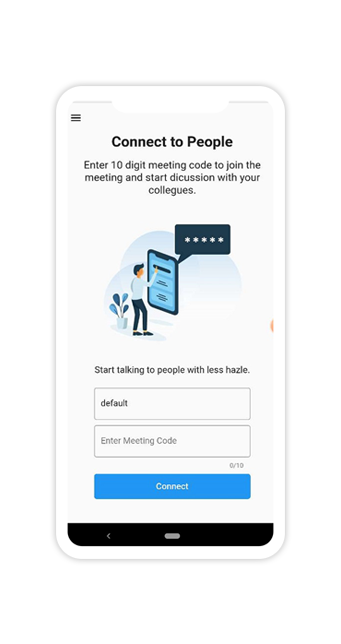 Connect to People
Enter 10 digit meeting code to join the
meeting and start dicussion with your
collegues.
*****
Start talking to people with less hazle.
default
Enter Meeting Code
0/10
Connect